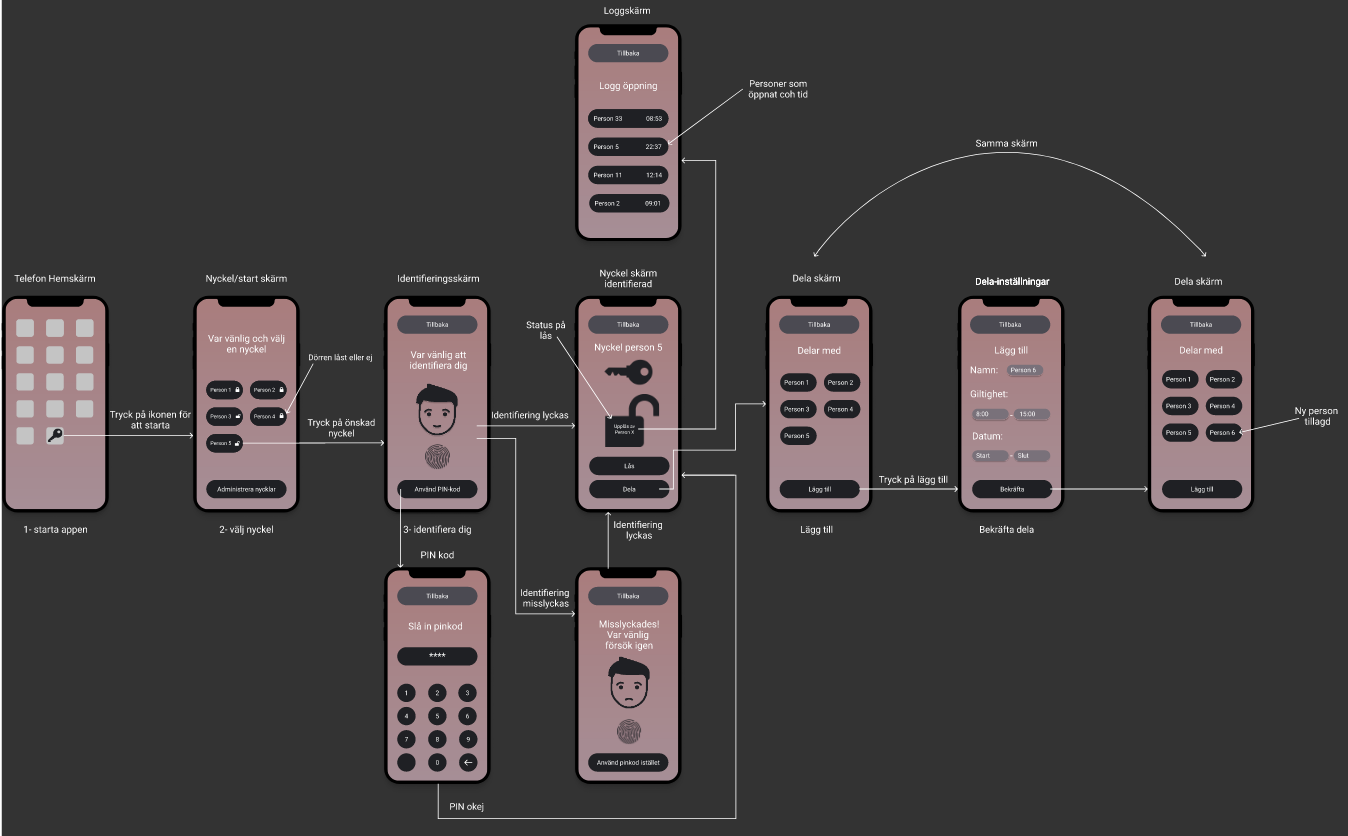 Loggskärm
Tillbaka
Logg öppning
Person 33 08:53
Person 5 22:37
Person 11 12:14
Person 2 09:01
Personer som
öppnat coh tid
Samma skärm
Telefon Hemskärm
Tryck på ikonen för
att starta
1- starta appen
Nyckel/start skärm
Var vänlig och välj
en nyckel
Person 1
Person 2
Person 3
Person 4
Person 5
Administrera nycklar
2- välj nyckel
Dörren låst eller ej
Tryck på önskad
nyckel
Identifieringsskärm
Tillbaka
Var vänlig att
identifiera dig
Använd PIN-kod
3- identifiera dig
Identifiering lyckas
Identifiering
misslyckas
Nyckel skärm
identifierad
Status på
lås
Tillbaka
Nyckel person 5
Upplås av
Person X
Lås
Dela
Identifiering
lyckas
Dela skärm
Tillbaka
Delar med
Person 1
Person 2
Person 3
Person 4
Person 5
Lägg till
Lägg till
Tryck på lägg till
Dela-inställningar
Tillbaka
Lägg till
Namn: Person 6
Giltighet:
8:00 - 15:00
Datum:
Start - Slut
Bekräfta
Bekräfta dela
Dela skärm
Tillbaka
Delar med
Person 1
Person 2
Person 3
Person 4
Person 5
Person 6
Lägg till
Ny person
tillagd
PIN kod
Tillbaka
Slå in pinkod
****
1 2 3
4 5 6
7 8 9
0 ←
PIN okej
Tillbaka
Misslyckades!
Var vänlig
försök igen
Använd pinkod istället